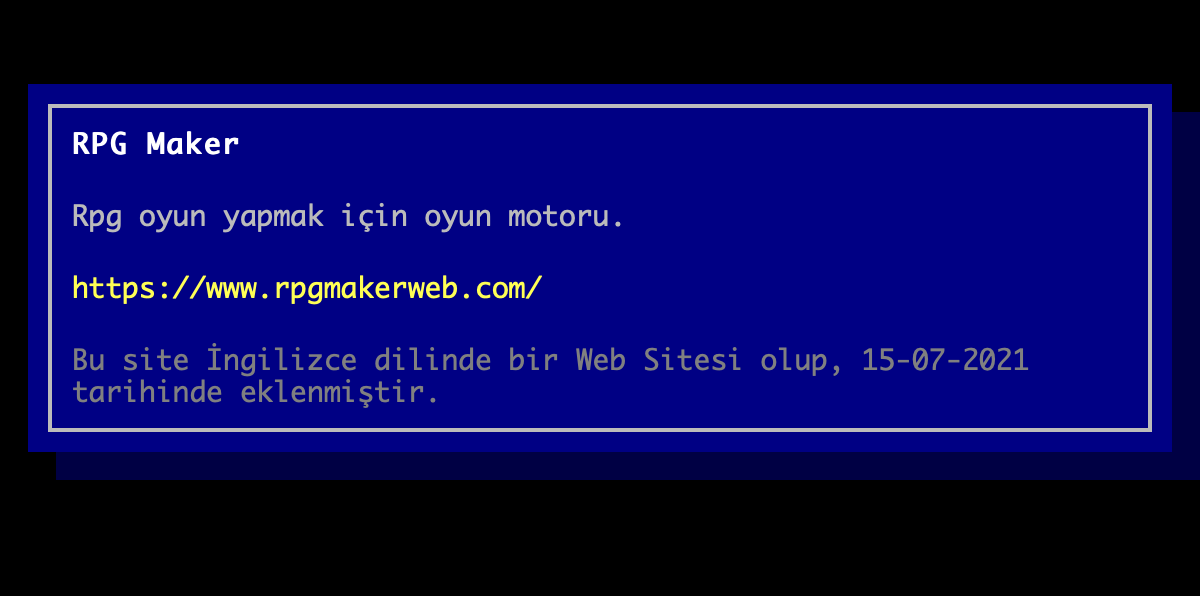 RPG Maker
Rpg oyun yapmak için oyun motoru.
https://www.rpgmakerweb.com/
Bu site İngilizce dilinde bir Web Sitesi olup, 15-07-2021
tarihinde eklenmiştir.